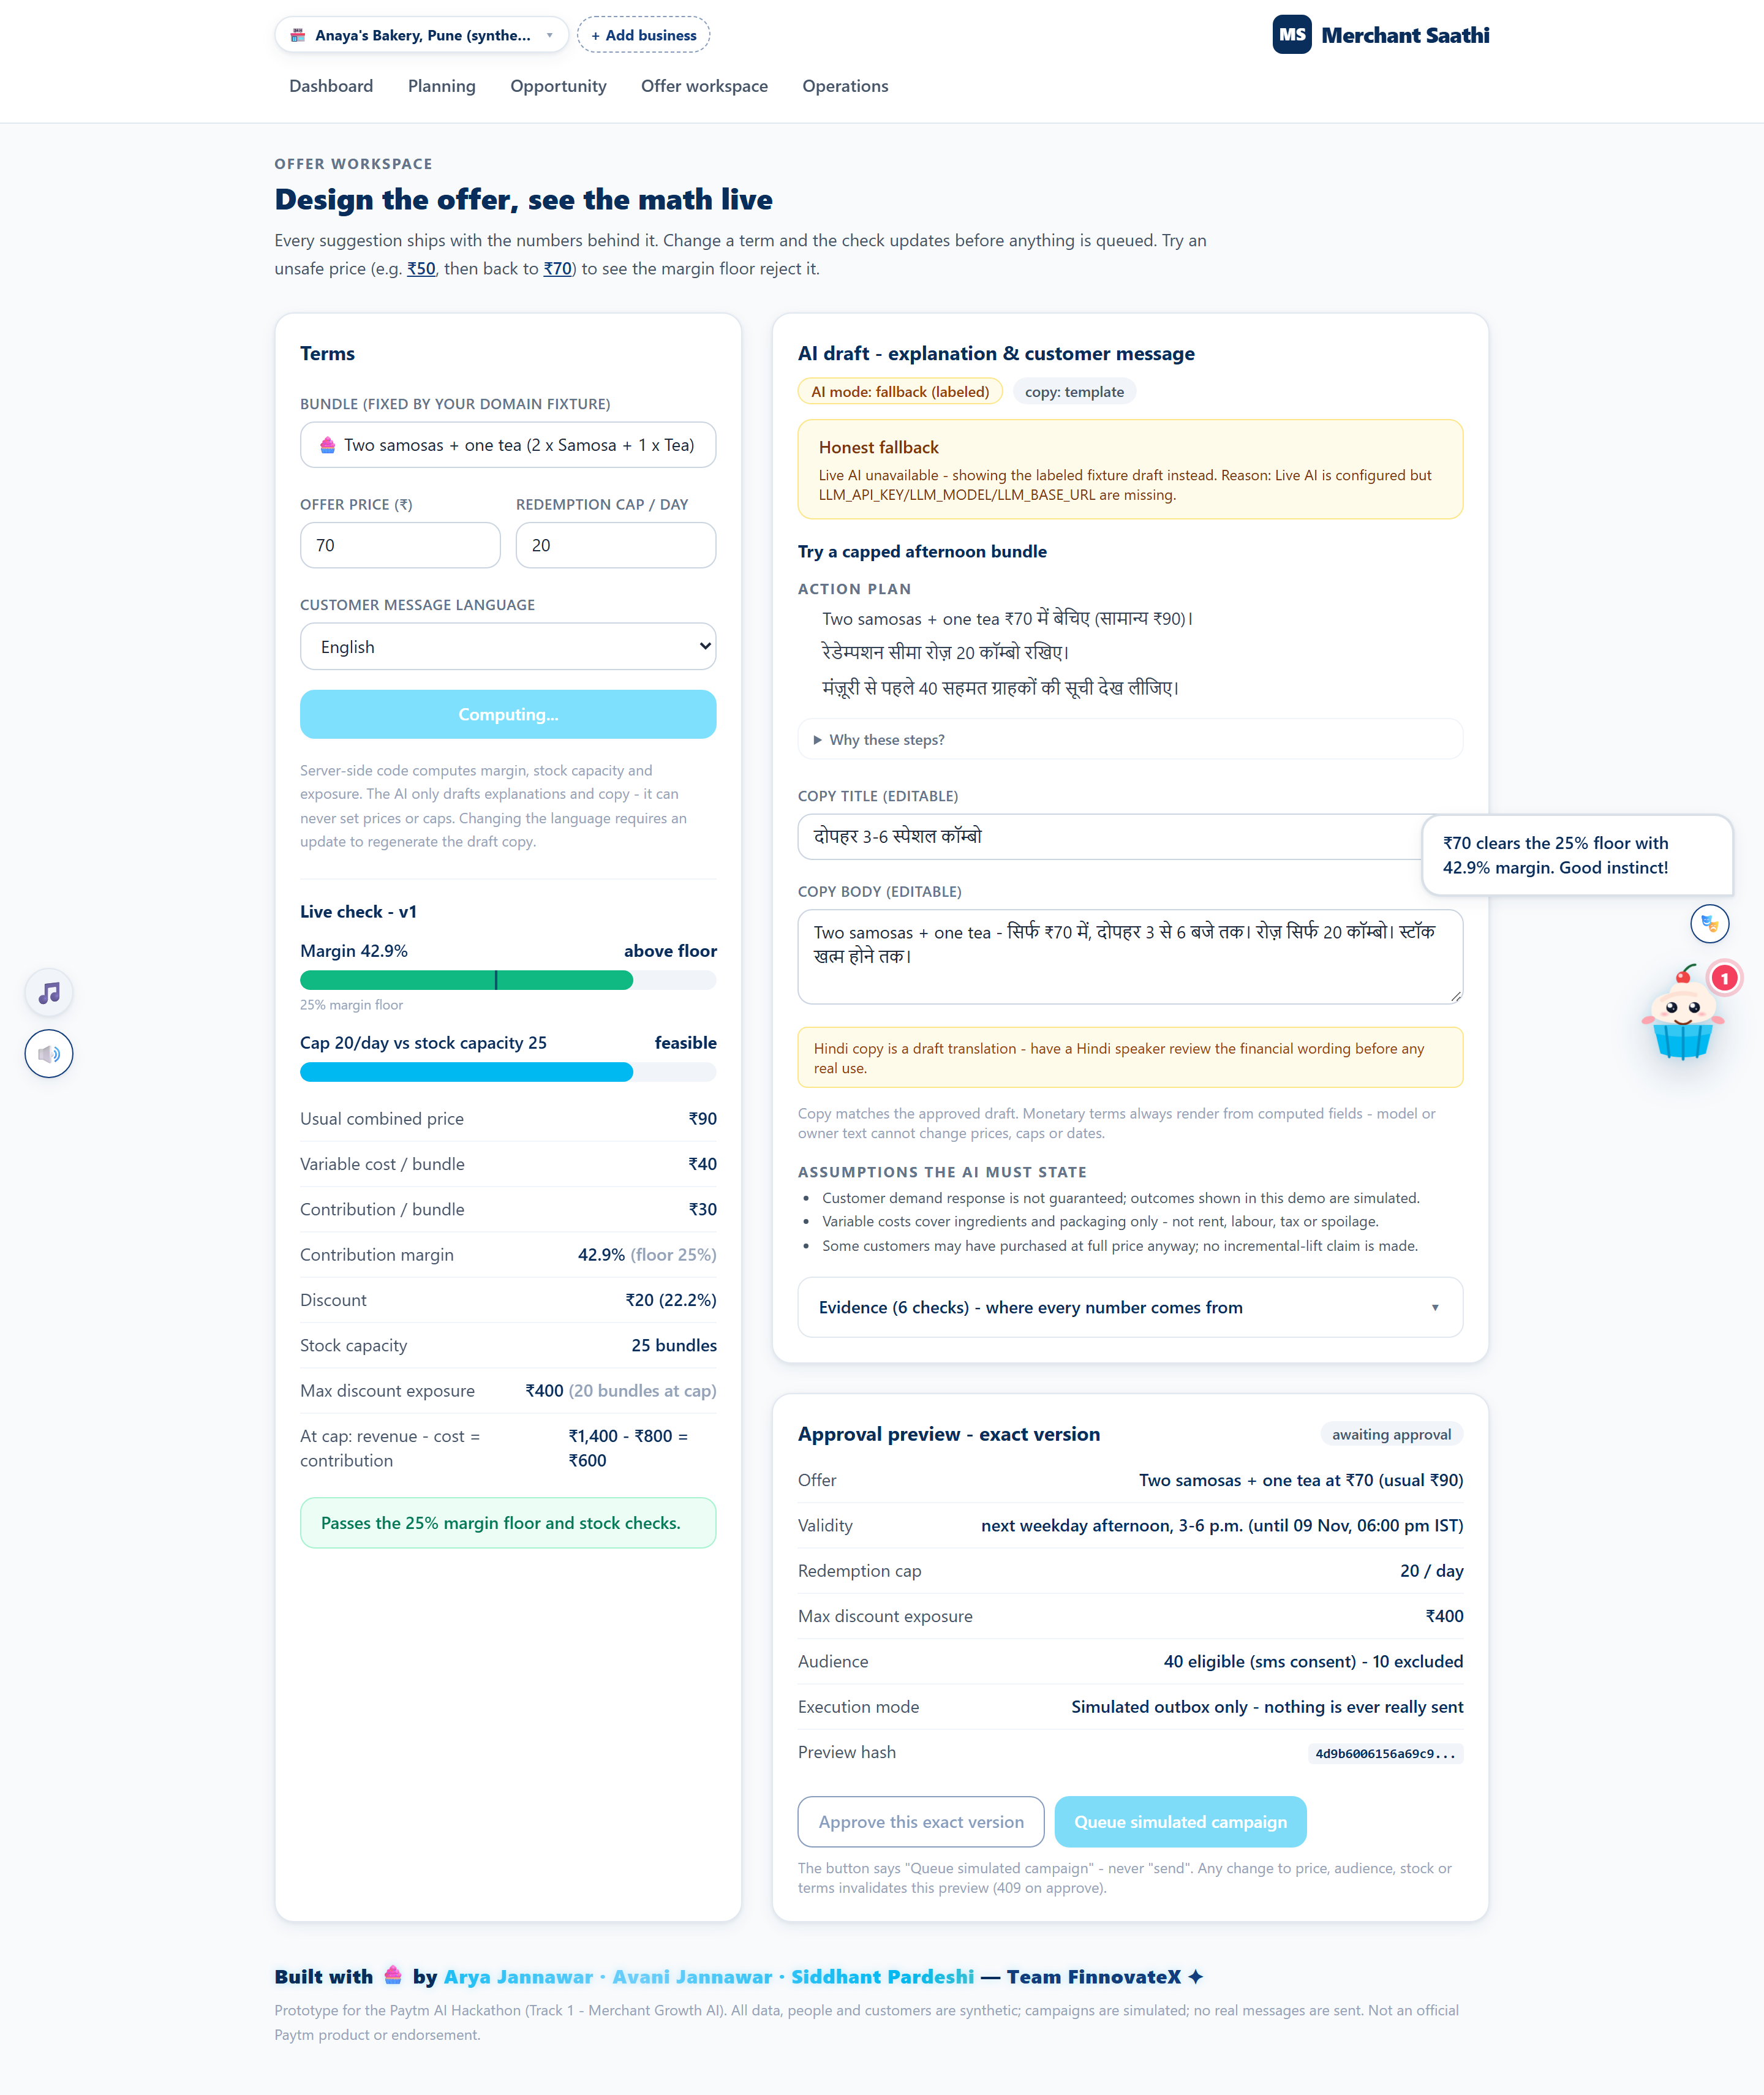 Anaya's Bakery, Pune (synthe...
+ Add business
MS Merchant Saathi
Dashboard Planning Opportunity Offer workspace Operations
OFFER WORKSPACE
Design the offer, see the math live
Every suggestion ships with the numbers behind it. Change a term and the check updates before anything is queued. Try an
unsafe price (e.g. ₹50, then back to ₹70) to see the margin floor reject it.
Terms
BUNDLE (FIXED BY YOUR DOMAIN FIXTURE)
Two samosas + one tea (2 x Samosa + 1 x Tea)
OFFER PRICE (₹) REDEMPTION CAP / DAY
70 20
CUSTOMER MESSAGE LANGUAGE
English
Computing...
Server-side code computes margin, stock capacity and
exposure. The AI only drafts explanations and copy - it can
never set prices or caps. Changing the language requires an
update to regenerate the draft copy.
Live check - v1
Margin 42.9% above floor
25% margin floor
Cap 20/day vs stock capacity 25 feasible
Usual combined price ₹90
Variable cost / bundle ₹40
Contribution / bundle ₹30
Contribution margin 42.9% (floor 25%)
Discount ₹20 (22.2%)
Stock capacity 25 bundles
Max discount exposure ₹400 (20 bundles at cap)
At cap: revenue - cost = ₹1,400 - ₹800 =
contribution ₹600
Passes the 25% margin floor and stock checks.
AI draft - explanation & customer message
AI mode: fallback (labeled) copy: template
Honest fallback
Live AI unavailable - showing the labeled fixture draft instead. Reason: Live AI is configured but
LLM_API_KEY/LLM_MODEL/LLM_BASE_URL are missing.
Try a capped afternoon bundle
ACTION PLAN
Two samosas + one tea ₹70 में बेचिए (सामान्य ₹90)।
रेडेम्पशन सीमा रोज़ 20 कॉम्बो रखिए।
मंज़ूरी से पहले 40 सहमत ग्राहकों की सूची देख लीजिए।
▶ Why these steps?
COPY TITLE (EDITABLE)
दोपहर 3-6 स्पेशल कॉम्बो
COPY BODY (EDITABLE)
Two samosas + one tea - सिर्फ ₹70 में, दोपहर 3 से 6 बजे तक। रोज़ सिर्फ 20 कॉम्बो। स्टॉक
खत्म होने तक।
Hindi copy is a draft translation - have a Hindi speaker review the financial wording before any
real use.
Copy matches the approved draft. Monetary terms always render from computed fields - model or
owner text cannot change prices, caps or dates.
ASSUMPTIONS THE AI MUST STATE
• Customer demand response is not guaranteed; outcomes shown in this demo are simulated.
• Variable costs cover ingredients and packaging only - not rent, labour, tax or spoilage.
• Some customers may have purchased at full price anyway; no incremental-lift claim is made.
Evidence (6 checks) - where every number comes from
₹70 clears the 25% floor with
42.9% margin. Good instinct!
1
Approval preview - exact version awaiting approval
Offer Two samosas + one tea at ₹70 (usual ₹90)
Validity next weekday afternoon, 3-6 p.m. (until 09 Nov, 06:00 pm IST)
Redemption cap 20 / day
Max discount exposure ₹400
Audience 40 eligible (sms consent) - 10 excluded
Execution mode Simulated outbox only - nothing is ever really sent
Preview hash 4d9b6006156a69c9...
Approve this exact version Queue simulated campaign
The button says "Queue simulated campaign" - never "send". Any change to price, audience, stock or
terms invalidates this preview (409 on approve).
Built with 🧁 by Arya Jannawar · Avani Jannawar · Siddhant Pardeshi — Team FinnovateX ✦
Prototype for the Paytm AI Hackathon (Track 1 - Merchant Growth AI). All data, people and customers are synthetic; campaigns are simulated; no real messages are sent. Not an official
Paytm product or endorsement.